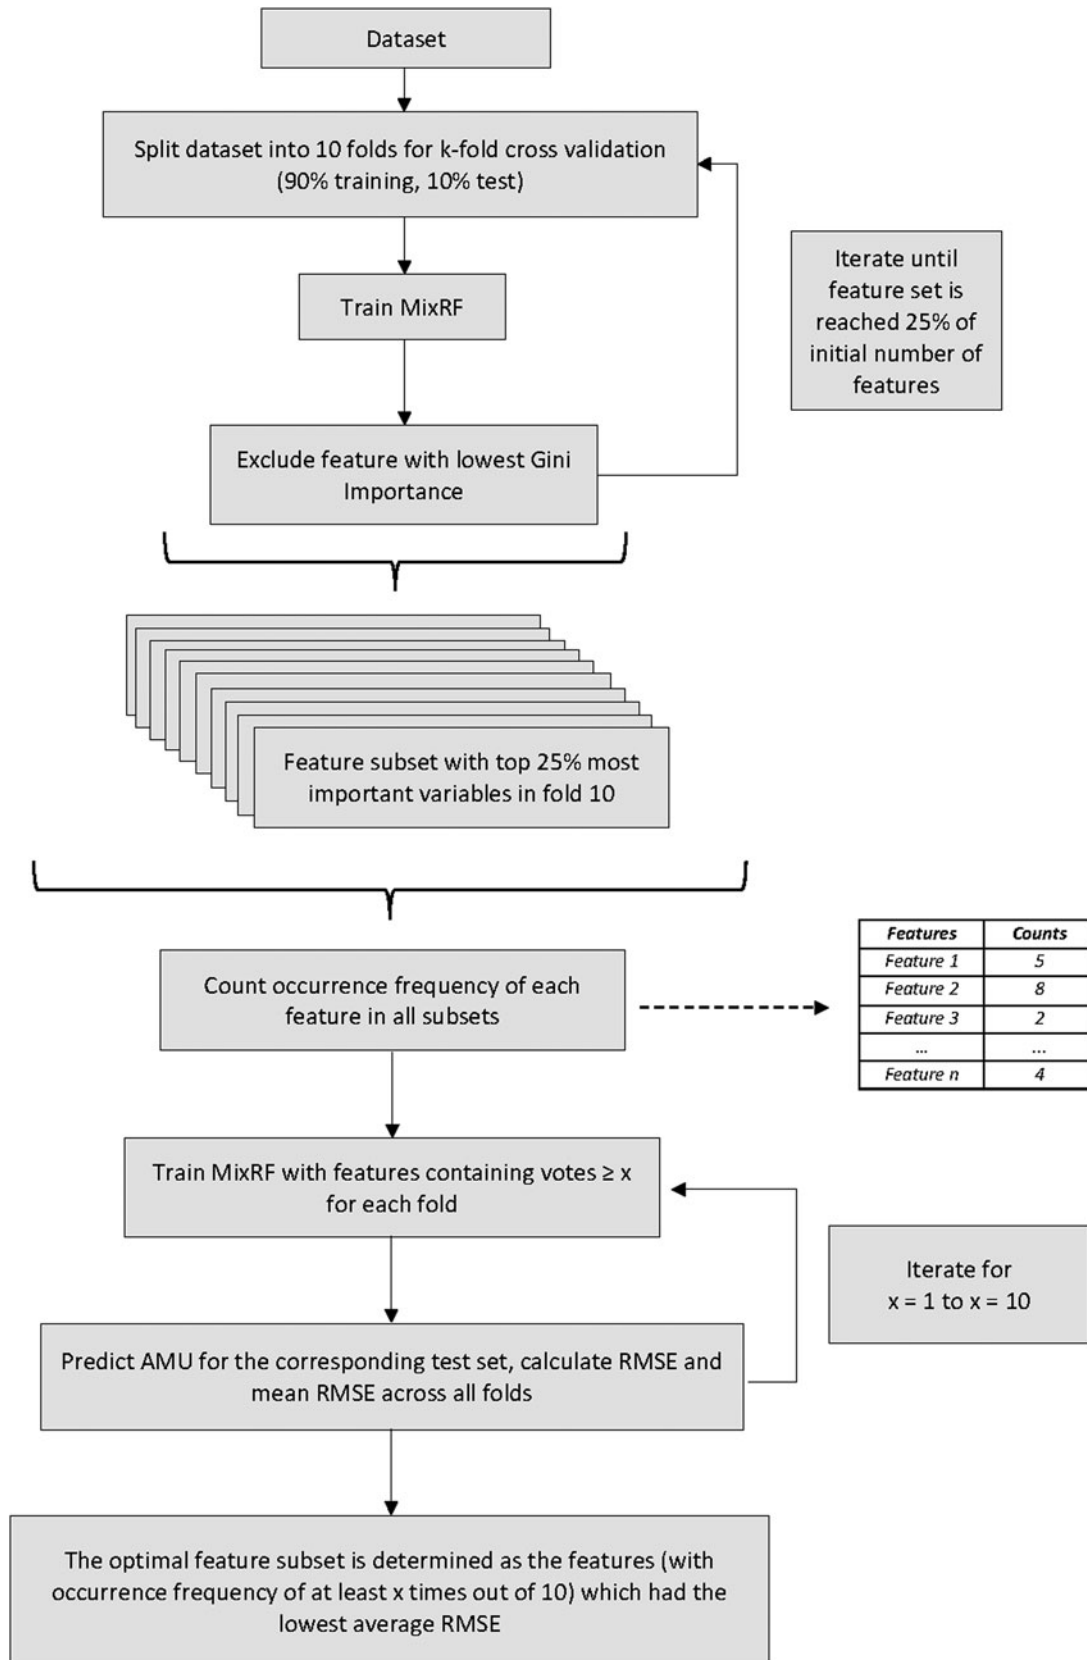 Dataset
Split dataset into 10 folds for k-fold cross validation
(90% training, 10% test)
Iterate until
feature set is
reached 25% of
initial number of
features
Train MixRF
Exclude feature with lowest Gini
Importance
Feature subset with top 25% most
important variables in fold 10
Count occurrence frequency of each
feature in all subsets
Features Counts
Feature 1 5
Feature 2 8
Feature 3 2
... ...
Feature n 4
Train MixRF with features containing votes ≥ x
for each fold
Iterate for
x = 1 to x = 10
Predict AMU for the corresponding test set, calculate RMSE and
mean RMSE across all folds
The optimal feature subset is determined as the features (with
occurrence frequency of at least x times out of 10) which had the
lowest average RMSE